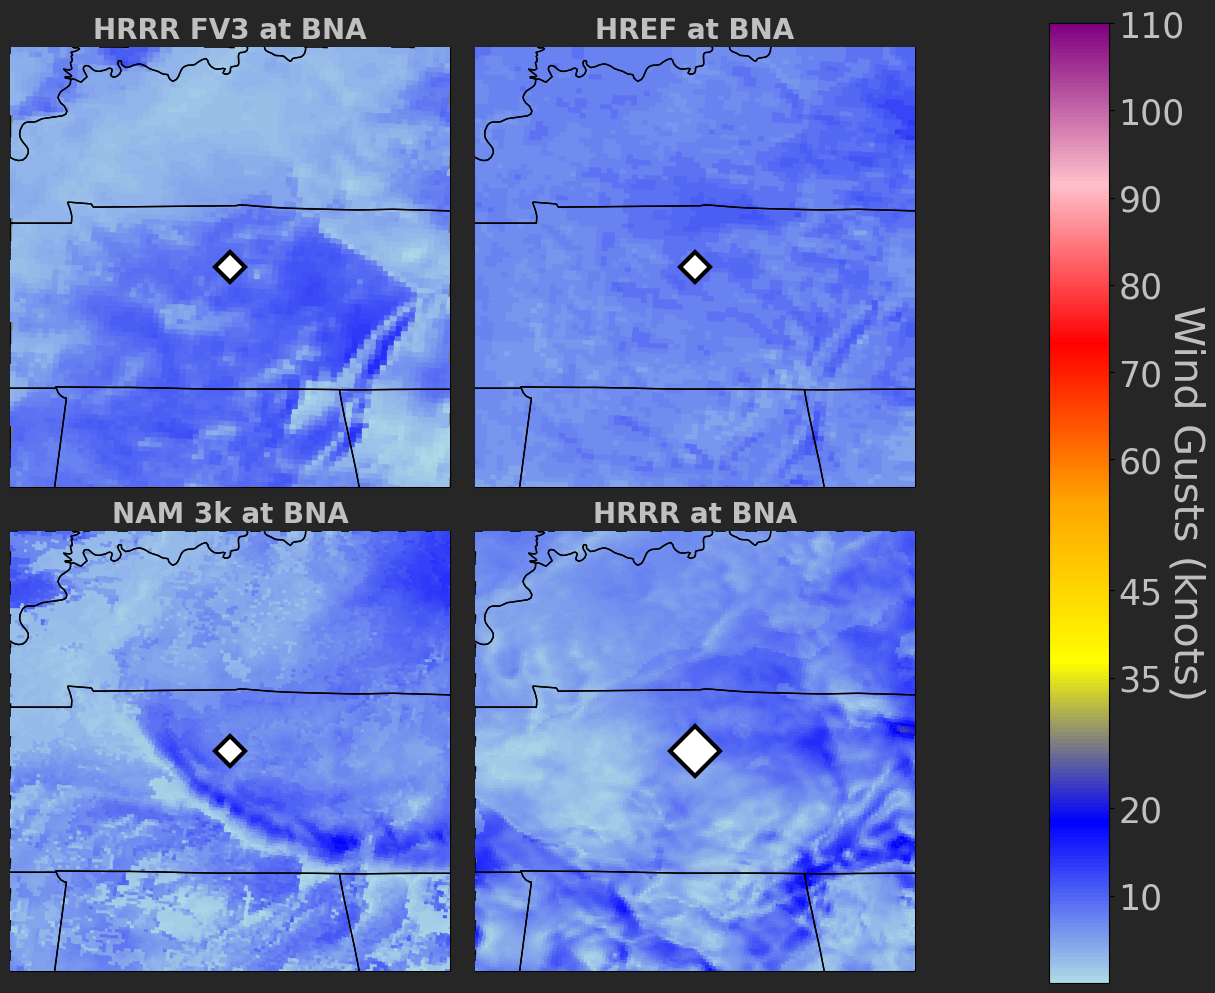 HRRR FV3 at BNA
HREF at BNA
NAM 3k at BNA
HRRR at BNA
110
100
90
80
70
60
45
35
20
10
Wind Gusts (knots)